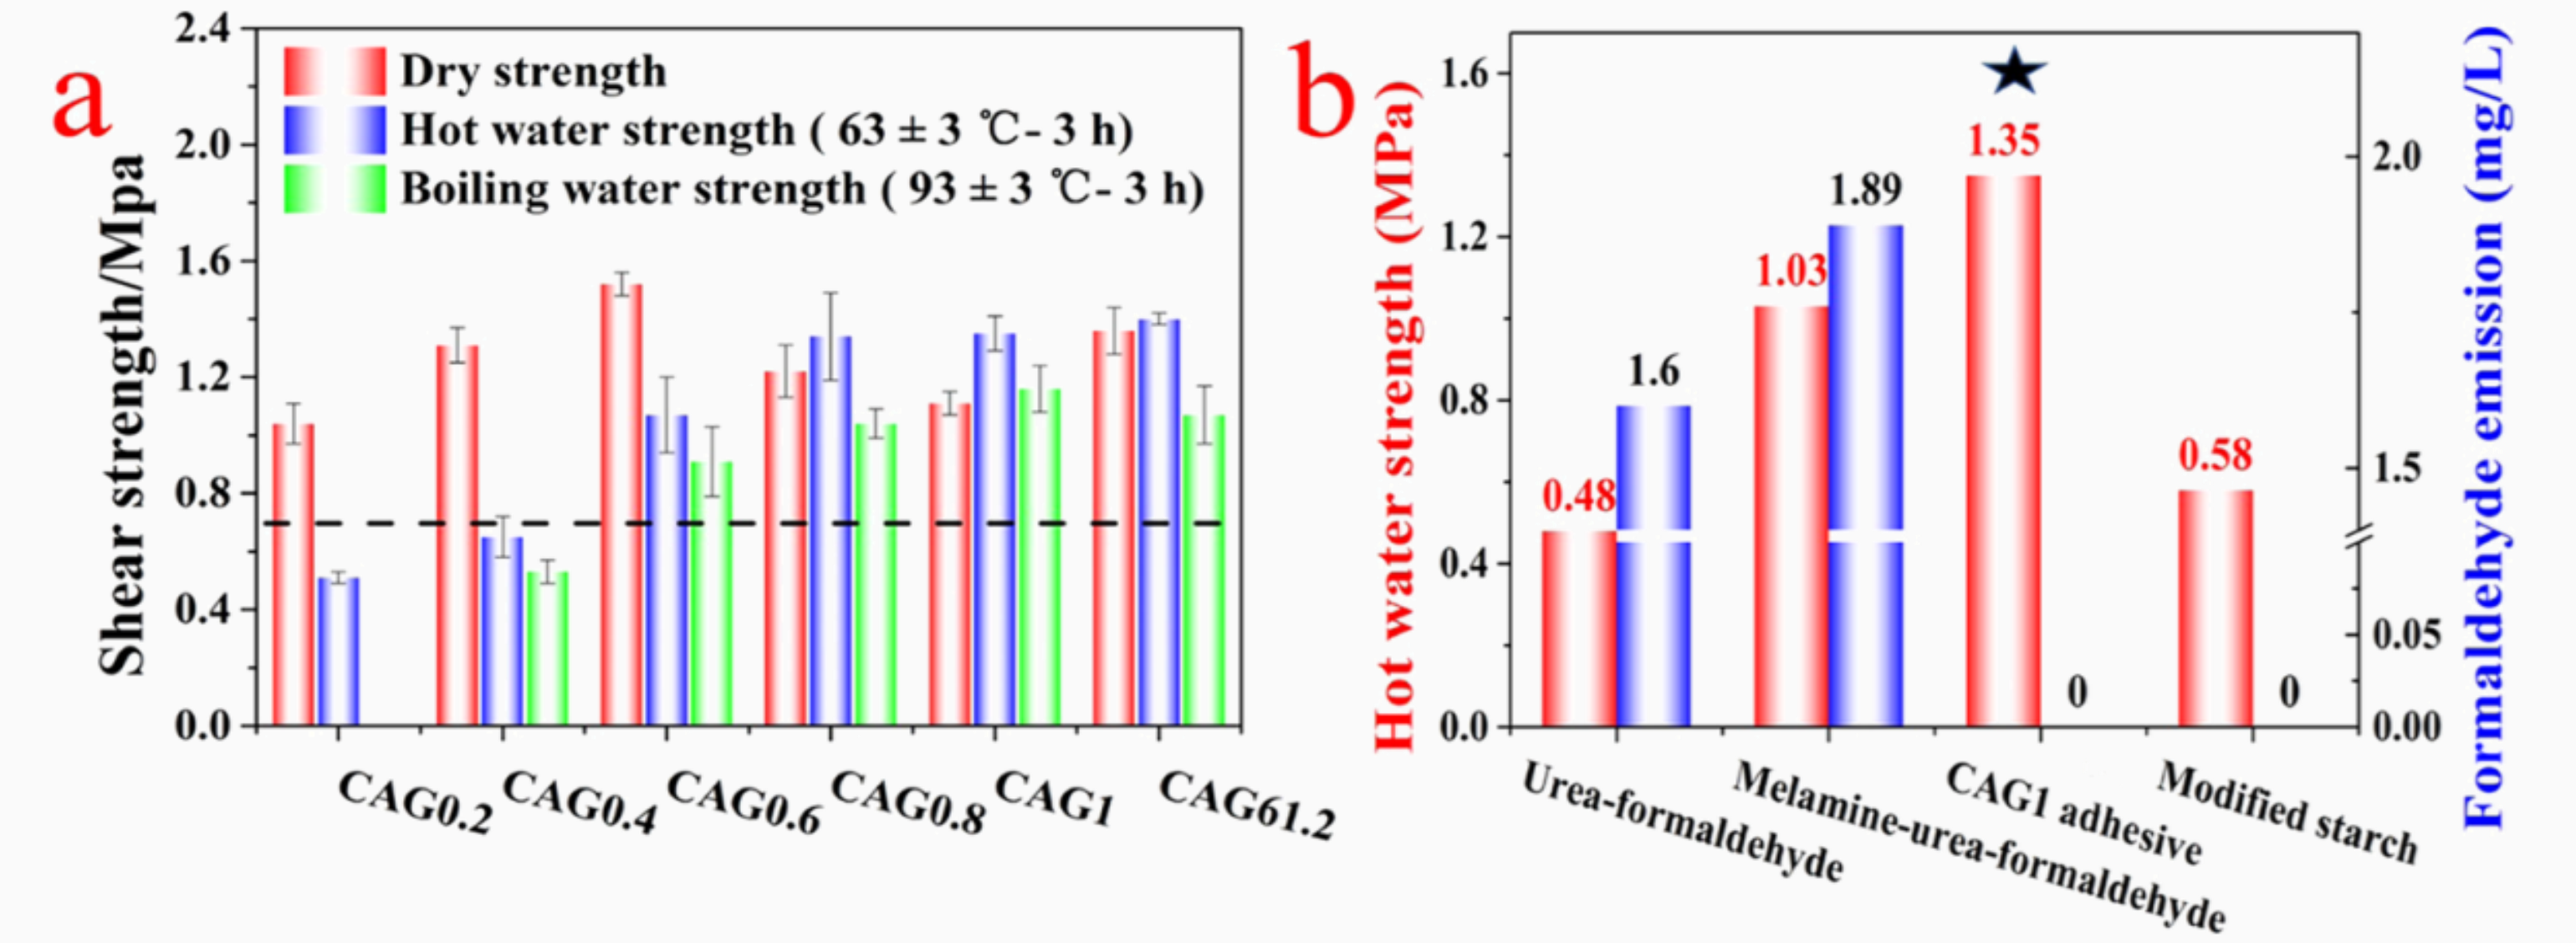 a
Shear strength/Mpa
2.4
2.0
1.6
1.2
0.8
0.4
0.0
Dry strength
Hot water strength ( 63 ± 3 ℃- 3 h)
Boiling water strength ( 93 ± 3 ℃- 3 h)
CAG0.2
CAG0.4
CAG0.6
CAG0.8
CAG1
CAG61.2
b
Hot water strength (MPa)
1.6
1.2
0.8
0.4
0.0
0.48
1.6
1.03
1.89
1.35
0
0.58
0
2.0
1.5
0.05
0.00
Formaldehyde emission (mg/L)
Urea-formaldehyde
Melamine-urea-formaldehyde
CAG1 adhesive
Modified starch